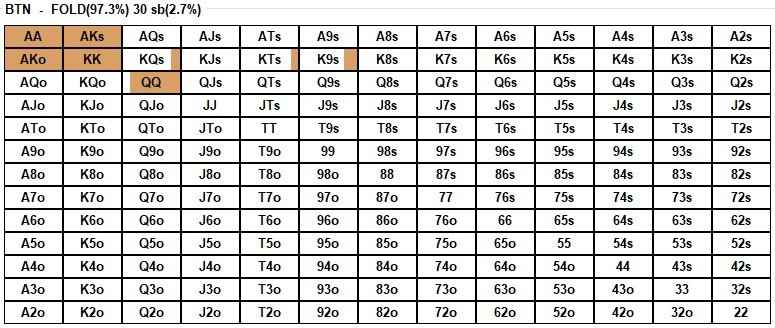 BTN - FOLD(97.3%) 30 sb(2.7%)
AA AKs AQs AJs ATs A9s A8s A7s A6s A5s A4s A3s A2s
AKo KK KQs KJs KTs K9s K8s K7s K6s K5s K4s K3s K2s
AQo KQo QQ QJs QTs Q9s Q8s Q7s Q6s Q5s Q4s Q3s Q2s
AJo KJo QJo JJ JTs J9s J8s J7s J6s J5s J4s J3s J2s
ATo KTo QTo JTo TT T9s T8s T7s T6s T5s T4s T3s T2s
A9o K9o Q9o J9o T9o 99 98s 97s 96s 95s 94s 93s 92s
A8o K8o Q8o J8o T8o 98o 88 87s 86s 85s 84s 83s 82s
A7o K7o Q7o J7o T7o 97o 87o 77 76s 75s 74s 73s 72s
A6o K6o Q6o J6o T6o 96o 86o 76o 66 65s 64s 63s 62s
A5o K5o Q5o J5o T5o 95o 85o 75o 65o 55 54s 53s 52s
A4o K4o Q4o J4o T4o 94o 84o 74o 64o 54o 44 43s 42s
A3o K3o Q3o J3o T3o 93o 83o 73o 63o 53o 43o 33 32s
A2o K2o Q2o J2o T2o 92o 82o 72o 62o 52o 42o 32o 22